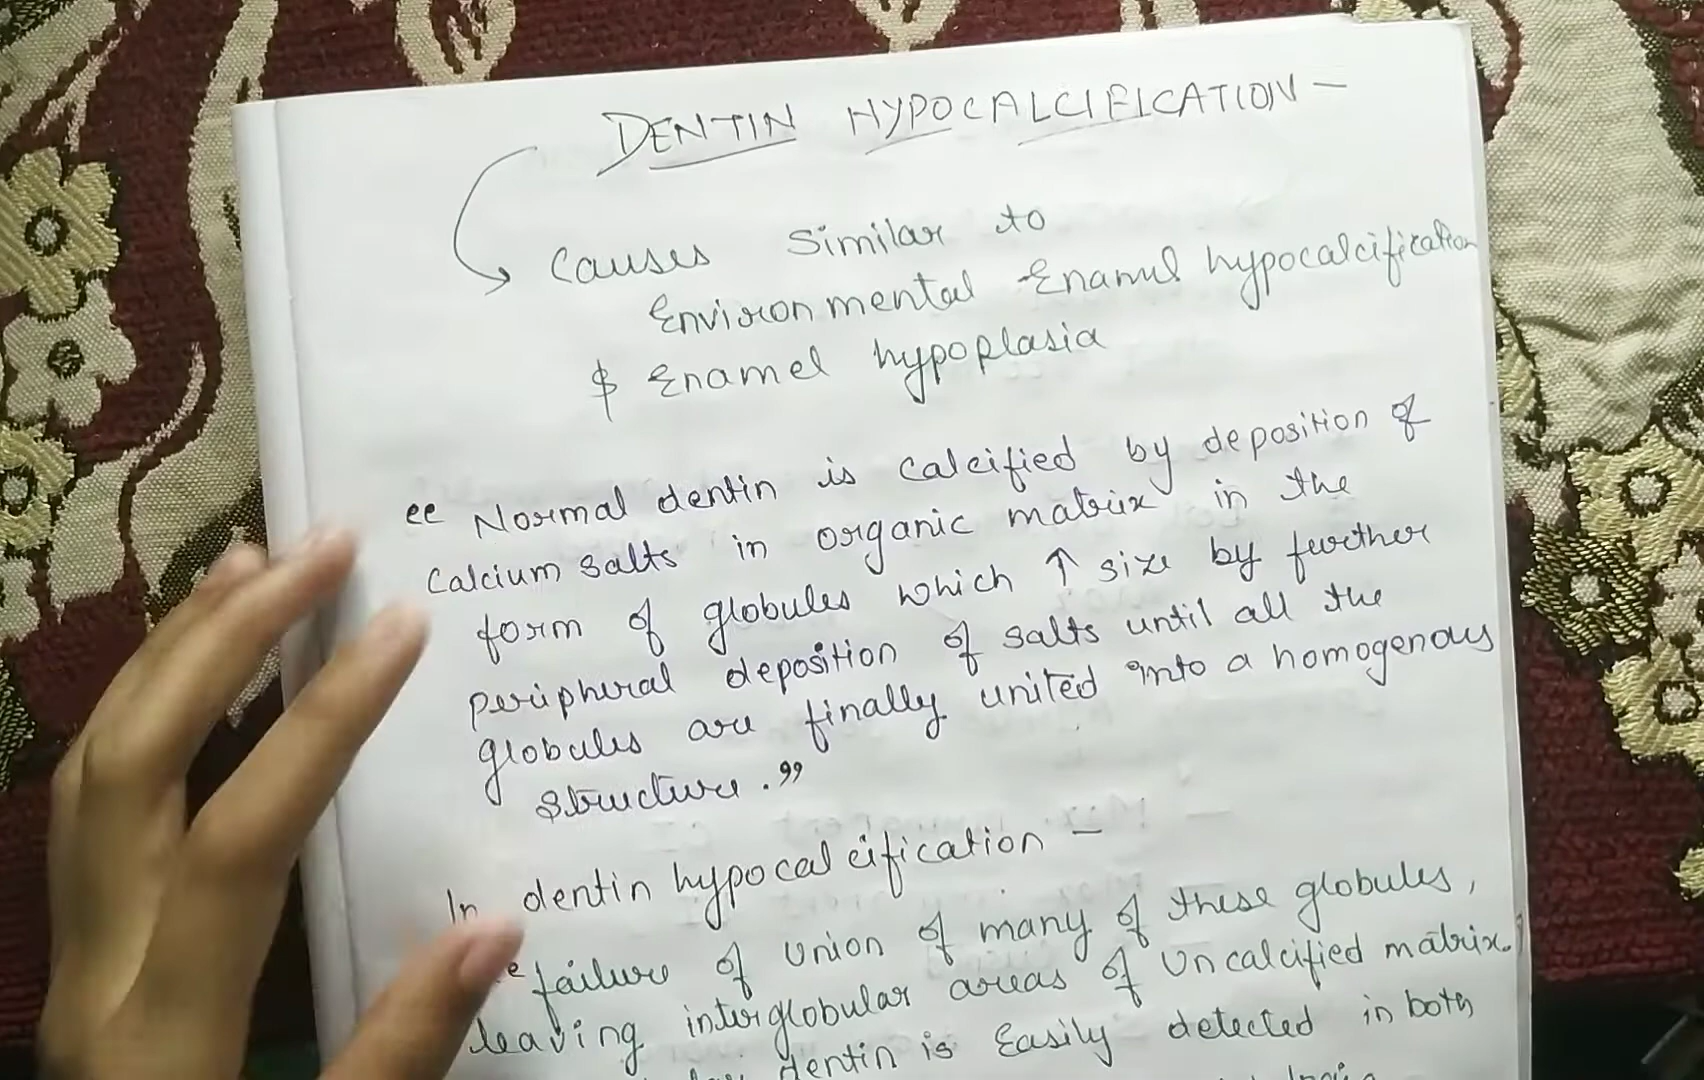 DENTIN HYPOCALCIFICATION -
Causes Similar to
Environmental Enamel hypocalcification
$ Enamel hypoplasia
" Normal dentin is calcified by deposition of
Calcium salts in organic matrix in the
form of globules which ↑ size by further
peripheral deposition of salts until all the
globules are finally united into a homogenous
structure."
In dentin hypocalcification -
failure of union of many of these globules,
leaving interglobular areas of uncalcified matrix.
dentin is Easily detected in both